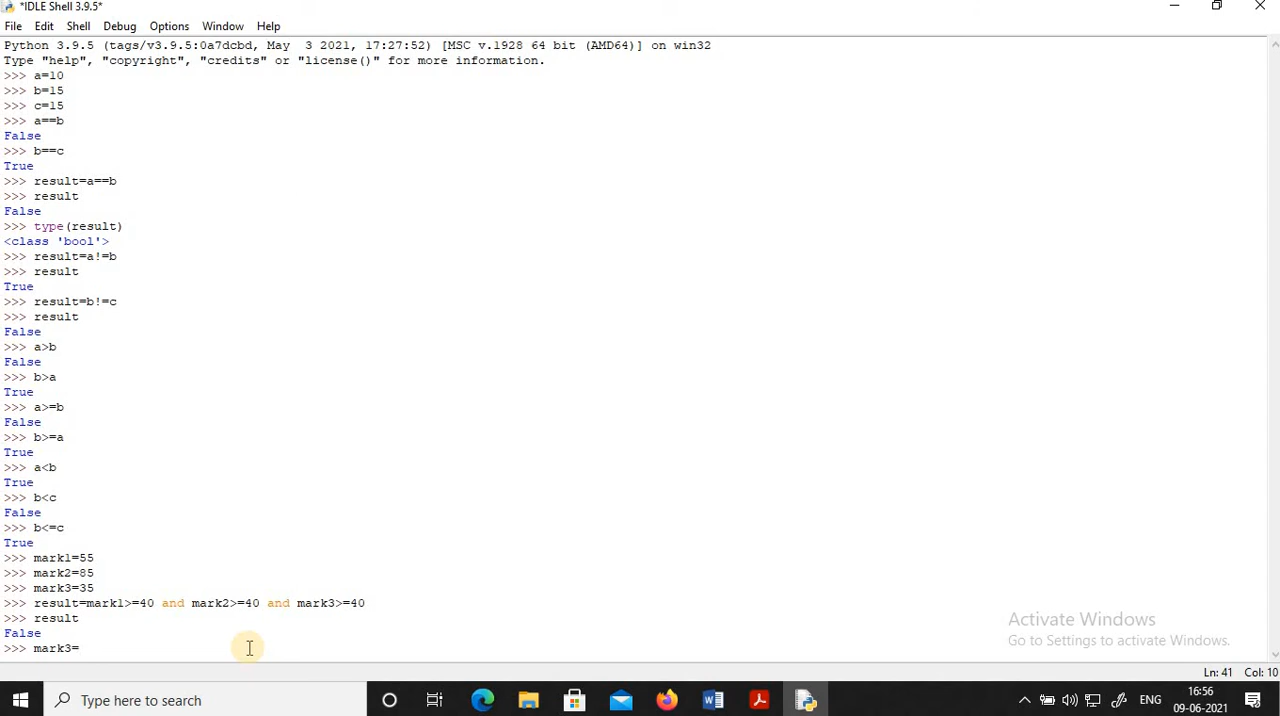 *IDLE Shell 3.9.5*
File Edit Shell Debug Options Window Help
Python 3.9.5 (tags/v3.9.5:0a7dcbd, May  3 2021, 17:27:52) [MSC v.1928 64 bit (AMD64)] on win32
Type "help", "copyright", "credits" or "license()" for more information.
>>> a=10
>>> b=15
>>> c=15
>>> a==b
False
>>> b==c
True
>>> result=a==b
>>> result
False
>>> type(result)
<class 'bool'>
>>> result=a!=b
>>> result
True
>>> result=b!=c
>>> result
False
>>> a>b
False
>>> b>a
True
>>> a>=b
False
>>> b>=a
True
>>> a<b
True
>>> b<c
False
>>> b<=c
True
>>> mark1=55
>>> mark2=85
>>> mark3=35
>>> result=mark1>=40 and mark2>=40 and mark3>=40
>>> result
False
>>> mark3=
Activate Windows
Go to Settings to activate Windows.
Ln: 41 Col: 10
Type here to search
ENG
16:56
09-06-2021